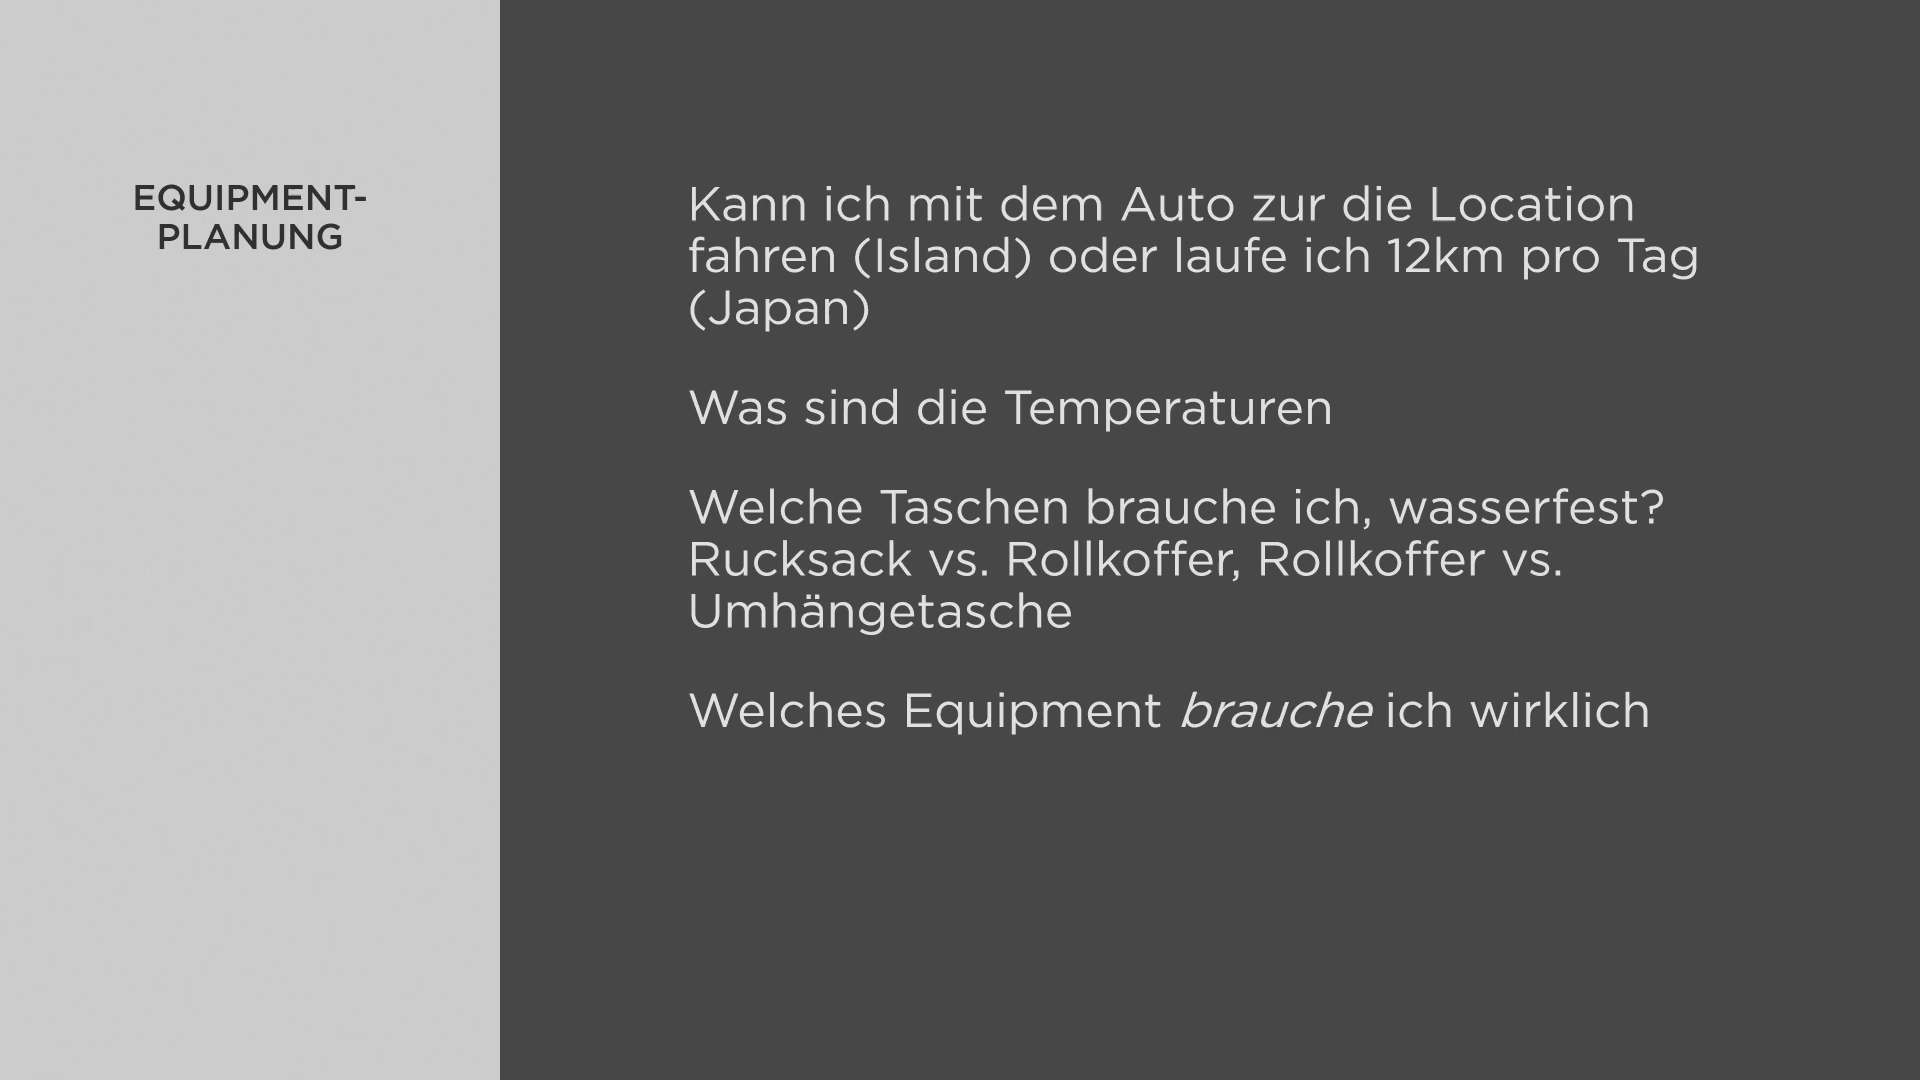 EQUIPMENT-
PLANUNG
Kann ich mit dem Auto zur die Location
fahren (Island) oder laufe ich 12km pro Tag
(Japan)
Was sind die Temperaturen
Welche Taschen brauche ich, wasserfest?
Rucksack vs. Rollkoffer, Rollkoffer vs.
Umhängetasche
Welches Equipment brauche ich wirklich